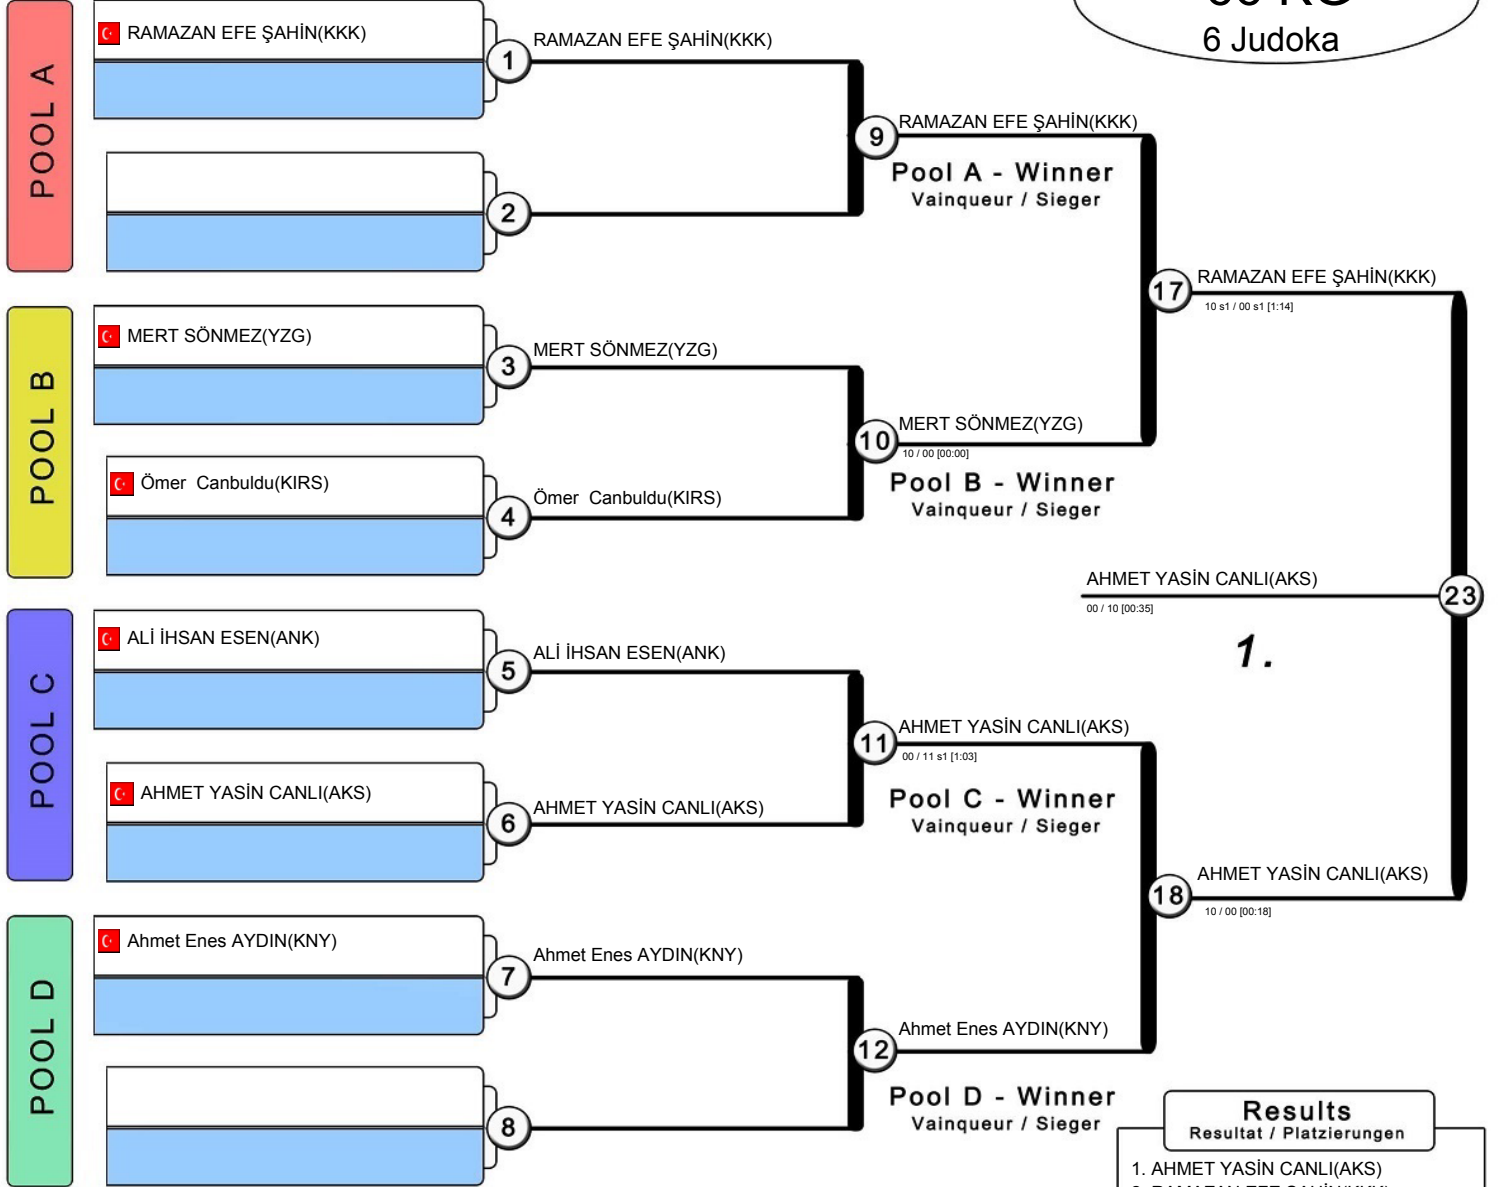 6 Judoka
POOL A
RAMAZAN EFE ŞAHİN(KKK)
1
RAMAZAN EFE ŞAHİN(KKK)
2
9
RAMAZAN EFE ŞAHİN(KKK)
Pool A - Winner
Vainqueur / Sieger
17
RAMAZAN EFE ŞAHİN(KKK)
10 s1 / 00 s1 [1:14]
POOL B
MERT SÖNMEZ(YZG)
3
MERT SÖNMEZ(YZG)
Ömer Canbuldu(KIRS)
4
Ömer Canbuldu(KIRS)
10
MERT SÖNMEZ(YZG)
10 / 00 [00:00]
Pool B - Winner
Vainqueur / Sieger
AHMET YASİN CANLI(AKS)
00 / 10 [00:35]
23
1.
POOL C
ALİ İHSAN ESEN(ANK)
5
ALİ İHSAN ESEN(ANK)
AHMET YASİN CANLI(AKS)
6
AHMET YASİN CANLI(AKS)
11
AHMET YASİN CANLI(AKS)
00 / 11 s1 [1:03]
Pool C - Winner
Vainqueur / Sieger
18
AHMET YASİN CANLI(AKS)
10 / 00 [00:18]
POOL D
Ahmet Enes AYDIN(KNY)
7
Ahmet Enes AYDIN(KNY)
8
12
Ahmet Enes AYDIN(KNY)
Pool D - Winner
Vainqueur / Sieger
Results
Resultat / Platzierungen
1. AHMET YASİN CANLI(AKS)